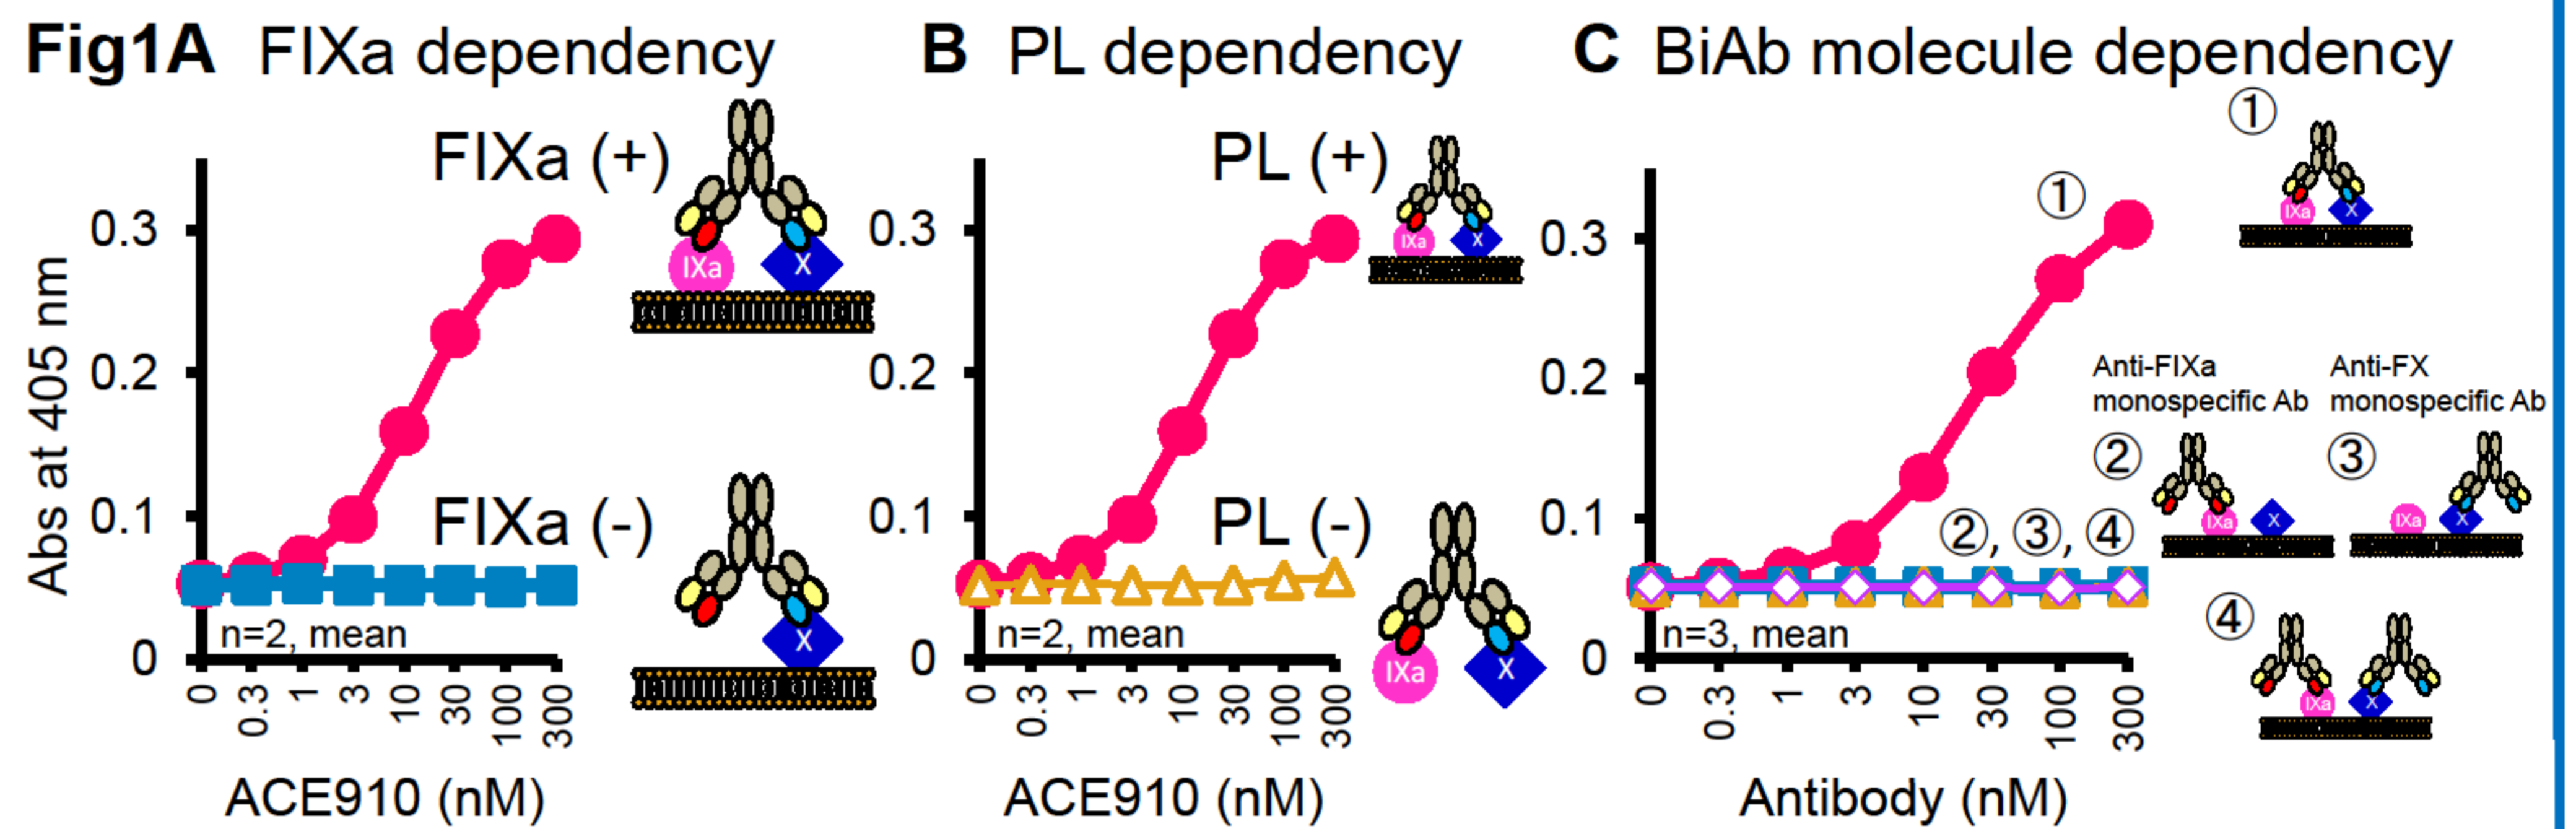 Fig1A FIXa dependency
Abs at 405 nm
0.3
0.2
0.1
0
FIXa (+)
IXa
X
FIXa (-)
X
n=2, mean
0 0.3 1 3 10 30 100 300
ACE910 (nM)
B PL dependency
0.3
0.2
0.1
0
PL (+)
IXa
X
PL (-)
IXa
X
n=2, mean
0 0.3 1 3 10 30 100 300
ACE910 (nM)
C BiAb molecule dependency
0.3
0.2
0.1
0
①
①
IXa
X
Anti-FIXa
monospecific Ab
②
IXa
X
Anti-FX
monospecific Ab
③
IXa
X
②, ③, ④
④
IXa
X
n=3, mean
0 0.3 1 3 10 30 100 300
Antibody (nM)